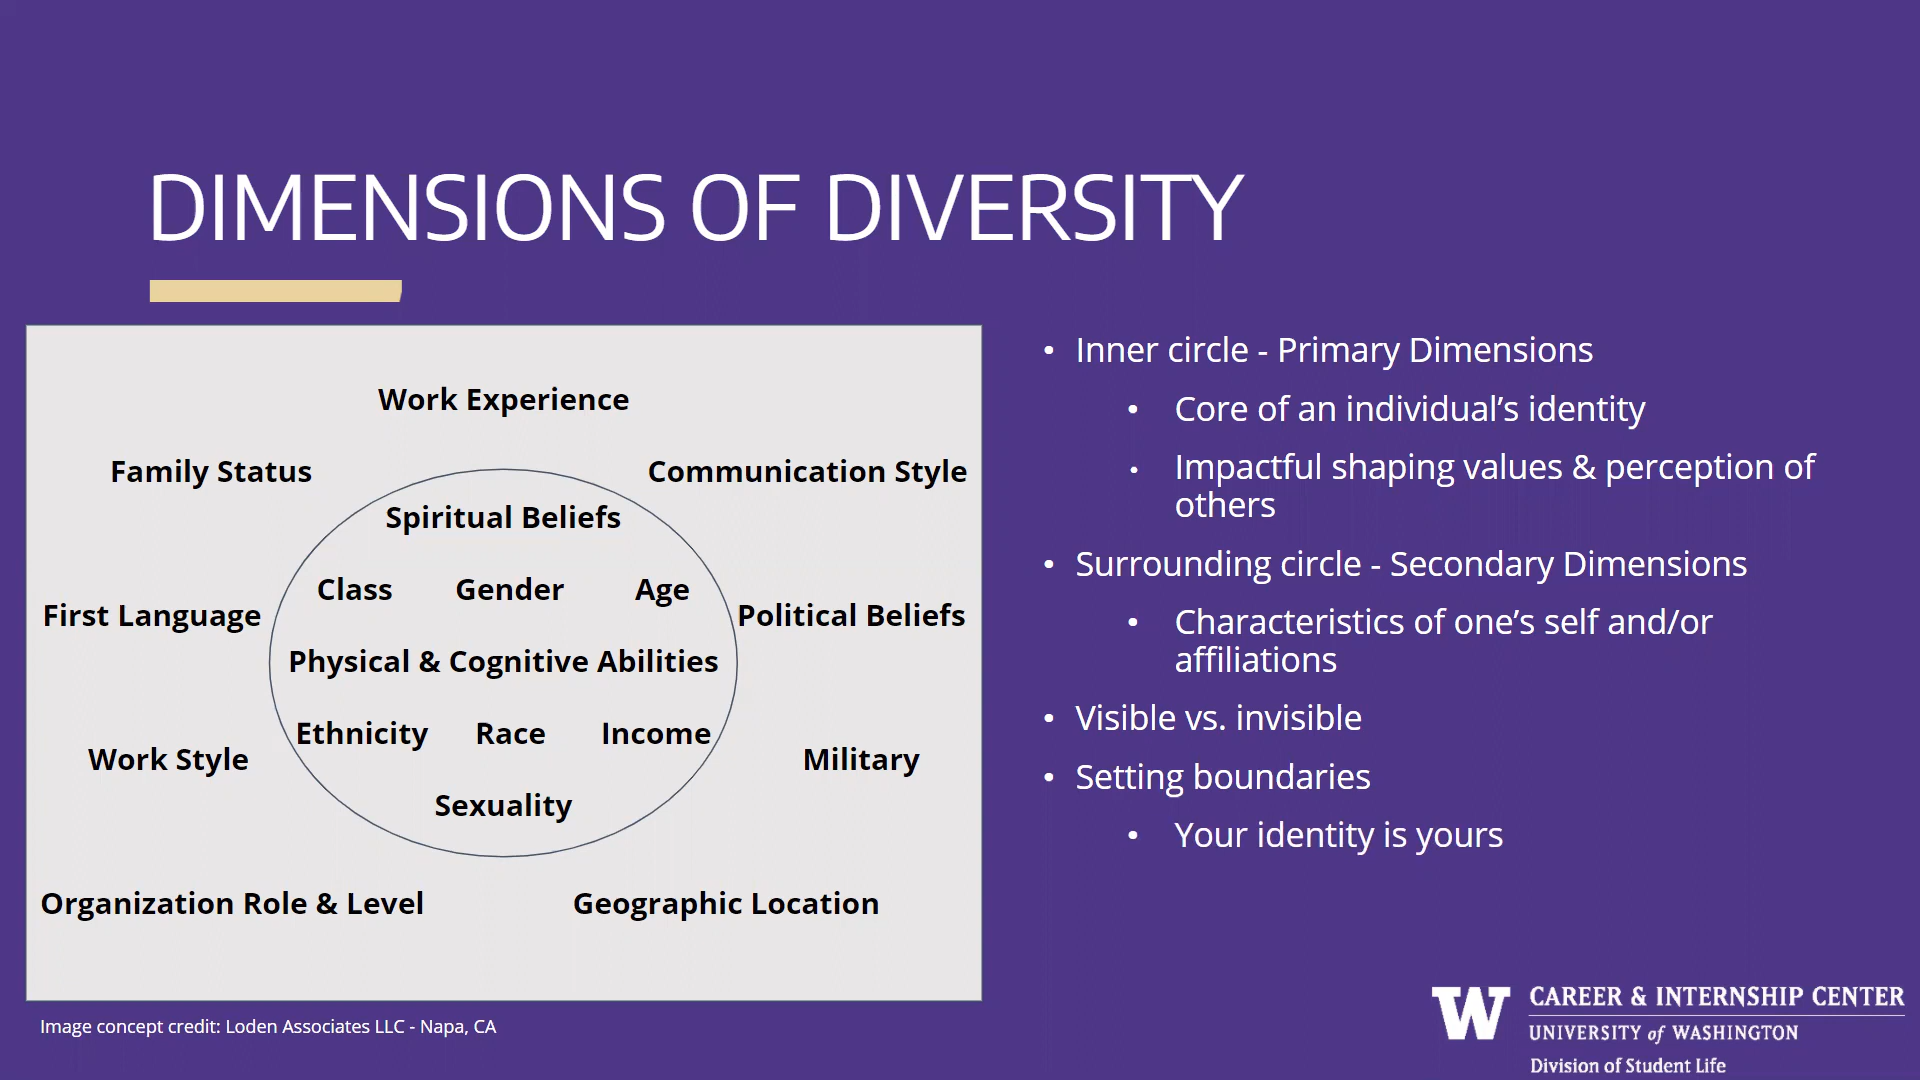 DIMENSIONS OF DIVERSITY
Work Experience
Family Status
Communication Style
Spiritual Beliefs
Class Gender Age
First Language
Political Beliefs
Physical & Cognitive Abilities
Ethnicity Race Income
Work Style
Military
Sexuality
Organization Role & Level
Geographic Location
Image concept credit: Loden Associates LLC - Napa, CA
• Inner circle - Primary Dimensions
• Core of an individual’s identity
• Impactful shaping values & perception of
others
• Surrounding circle - Secondary Dimensions
• Characteristics of one’s self and/or
affiliations
• Visible vs. invisible
• Setting boundaries
• Your identity is yours
W
CAREER & INTERNSHIP CENTER
UNIVERSITY of WASHINGTON
Division of Student Life